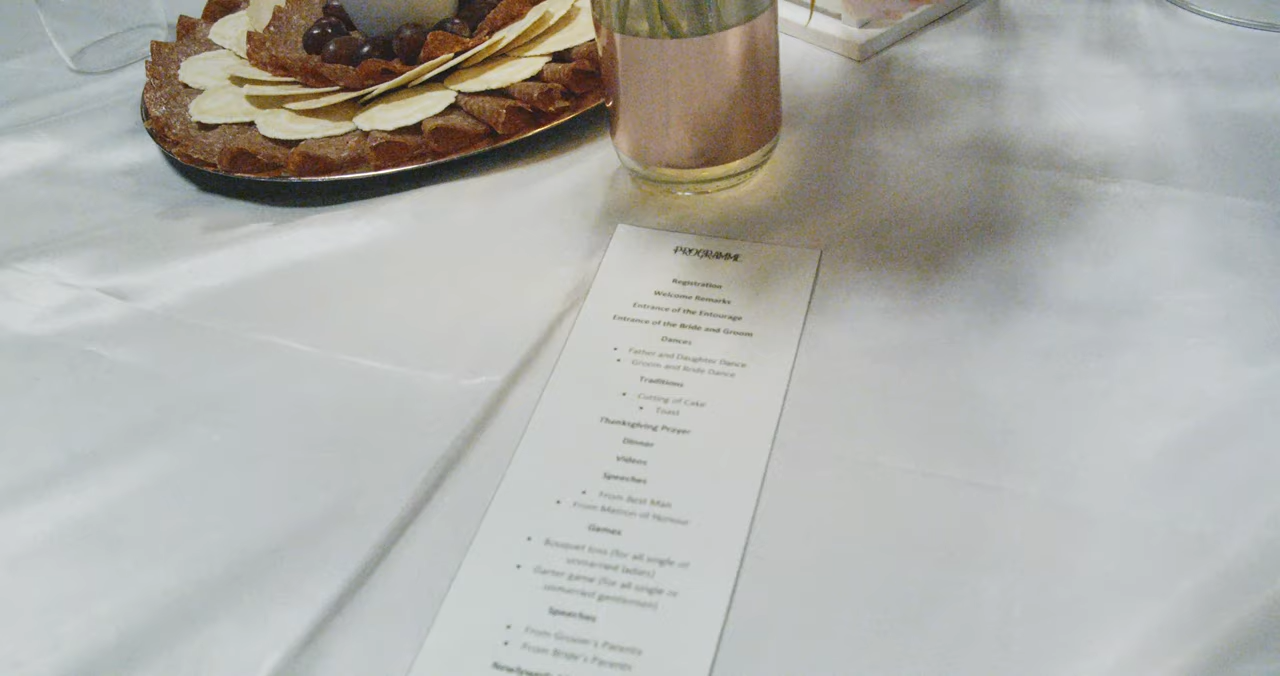 PROGRAMME
Registration
Welcome Remarks
Entrance of the Entourage
Entrance of the Bride and Groom
Dances
• Father and Daughter Dance
• Groom and Bride Dance
Traditions
• Cutting of Cake
• Toast
Thanksgiving Prayer
Dinner
Videos
Speeches
• From Best Man
• From Matron of Honour
Games
• Bouquet toss (for all single or
unmarried ladies)
• Garter game (for all single or
unmarried gentlemen)
Speeches
• From Groom's Parents
• From Bride's Parents